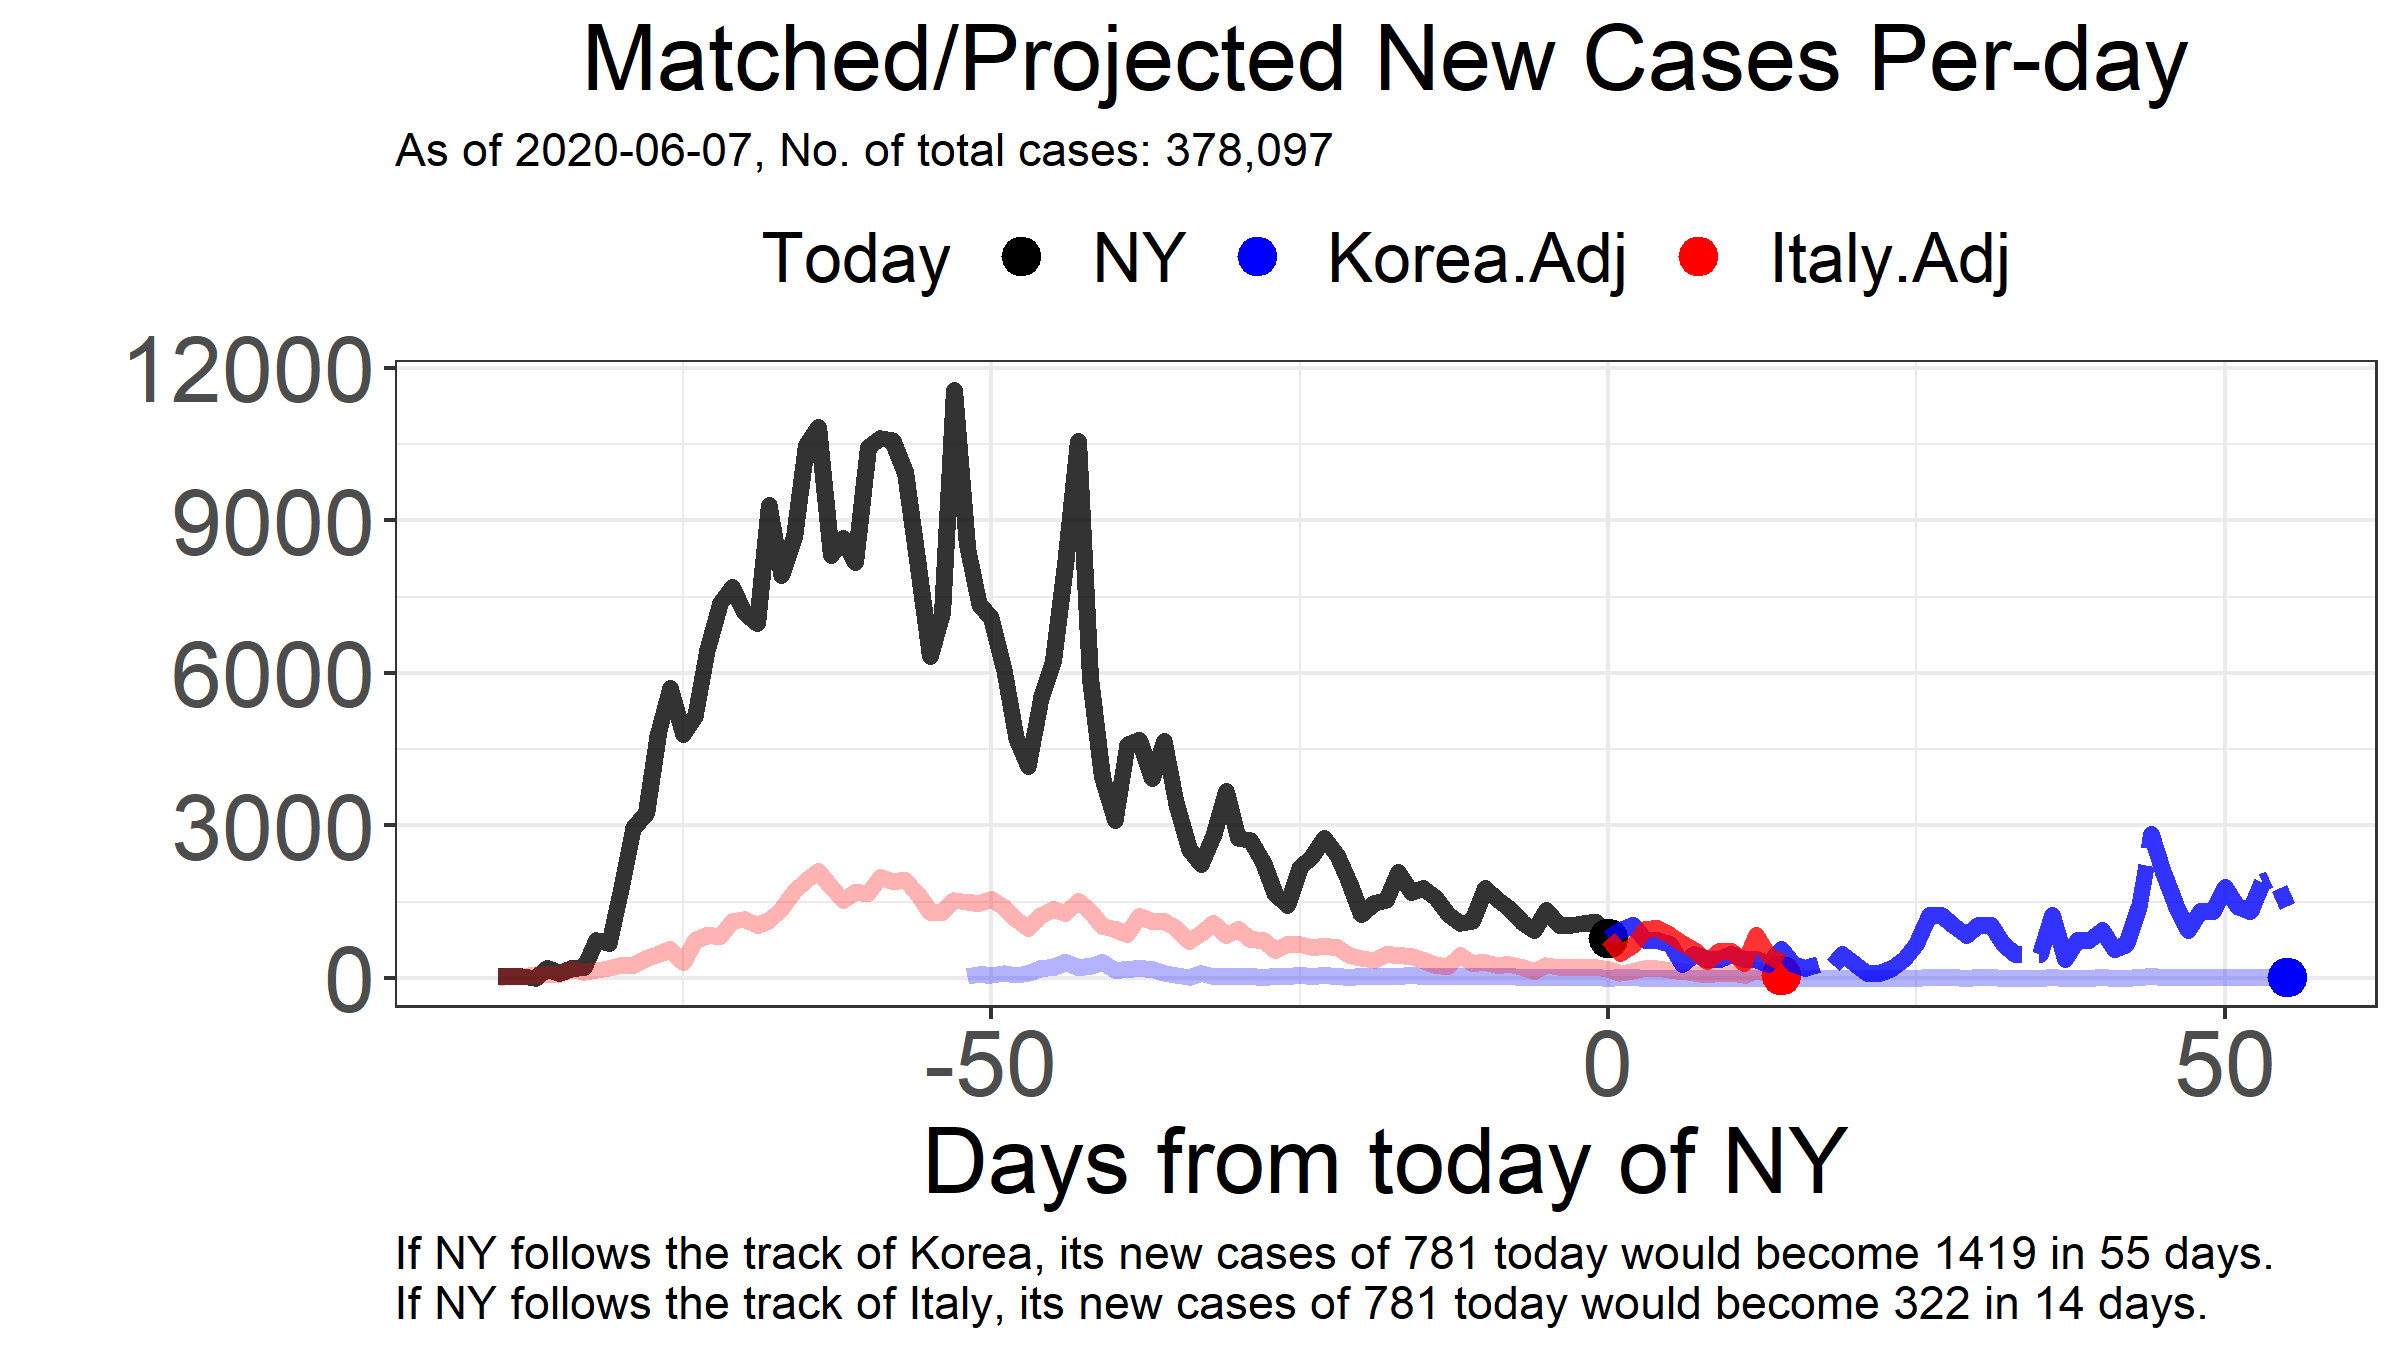 Matched/Projected New Cases Per-day
As of 2020-06-07, No. of total cases: 378,097
Today NY Korea.Adj Italy.Adj
12000
9000
6000
3000
0
-50 0 50
Days from today of NY
If NY follows the track of Korea, its new cases of 781 today would become 1419 in 55 days.
If NY follows the track of Italy, its new cases of 781 today would become 322 in 14 days.